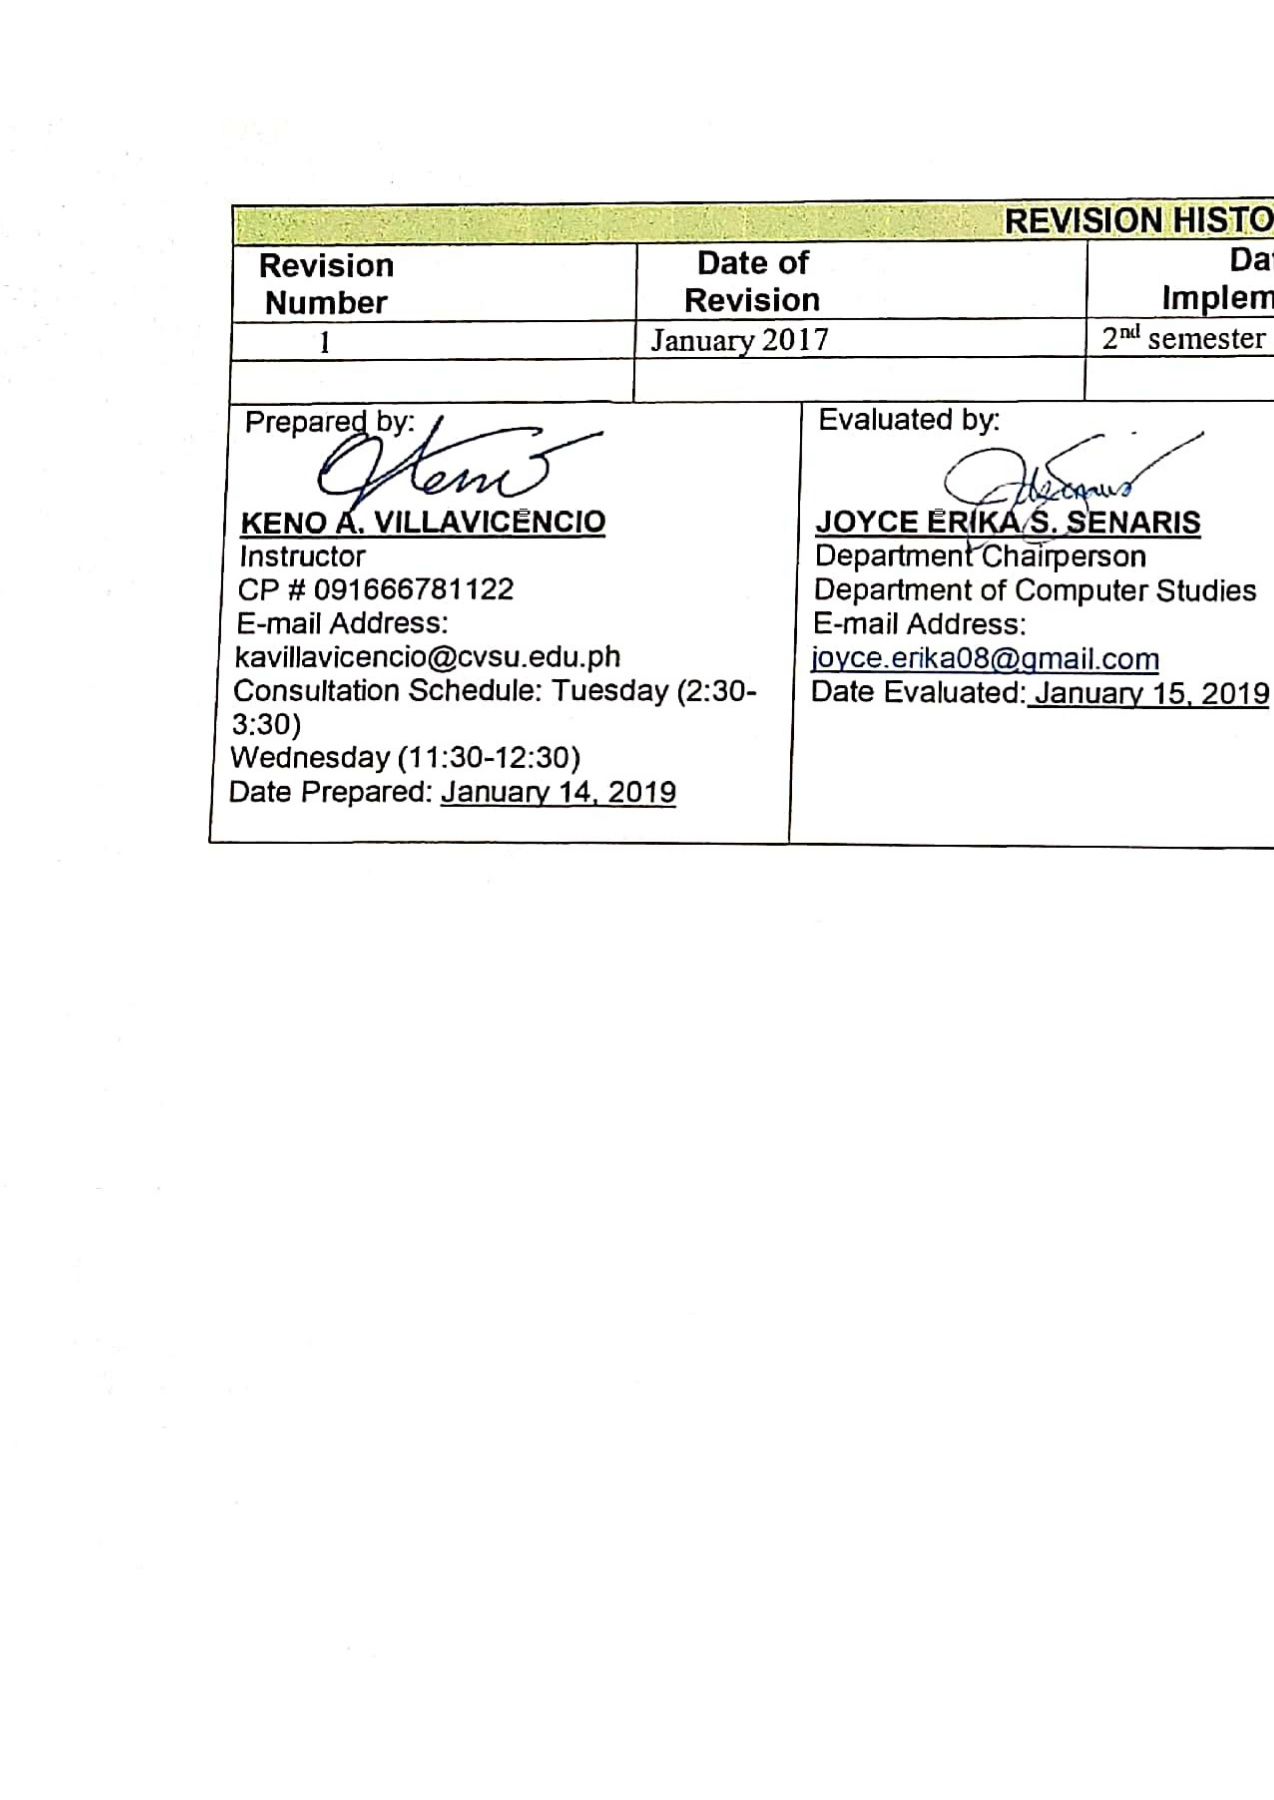 REVISION HISTO
Revision Number
Date of Revision
Da
Implem
1
January 2017
2nd semester
Prepared by:
KENO A. VILLAVICENCIO
Instructor
CP # 091666781122
E-mail Address:
kavillavicencio@cvsu.edu.ph
Consultation Schedule: Tuesday (2:30-
3:30)
Wednesday (11:30-12:30)
Date Prepared: January 14, 2019
Evaluated by:
JOYCE ERIKA S. SENARIS
Department Chairperson
Department of Computer Studies
E-mail Address:
joyce.erika08@gmail.com
Date Evaluated: January 15, 2019